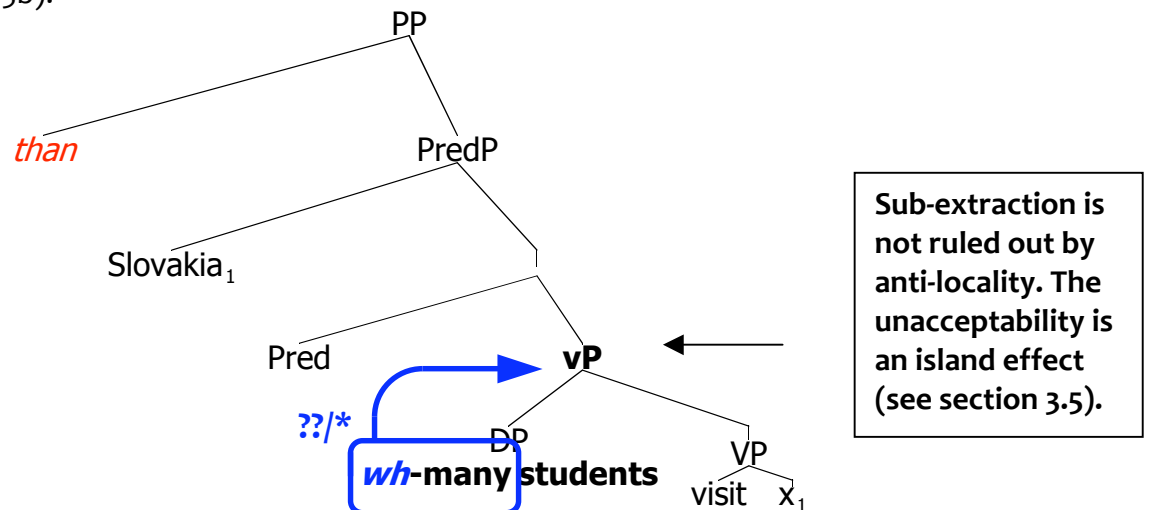 5b).
PP
than
PredP
Slovakia1
Pred
vP
??/*
DP
wh-many students
VP
visit x1
Sub-extraction is
not ruled out by
anti-locality. The
unacceptability is
an island effect
(see section 3.5).